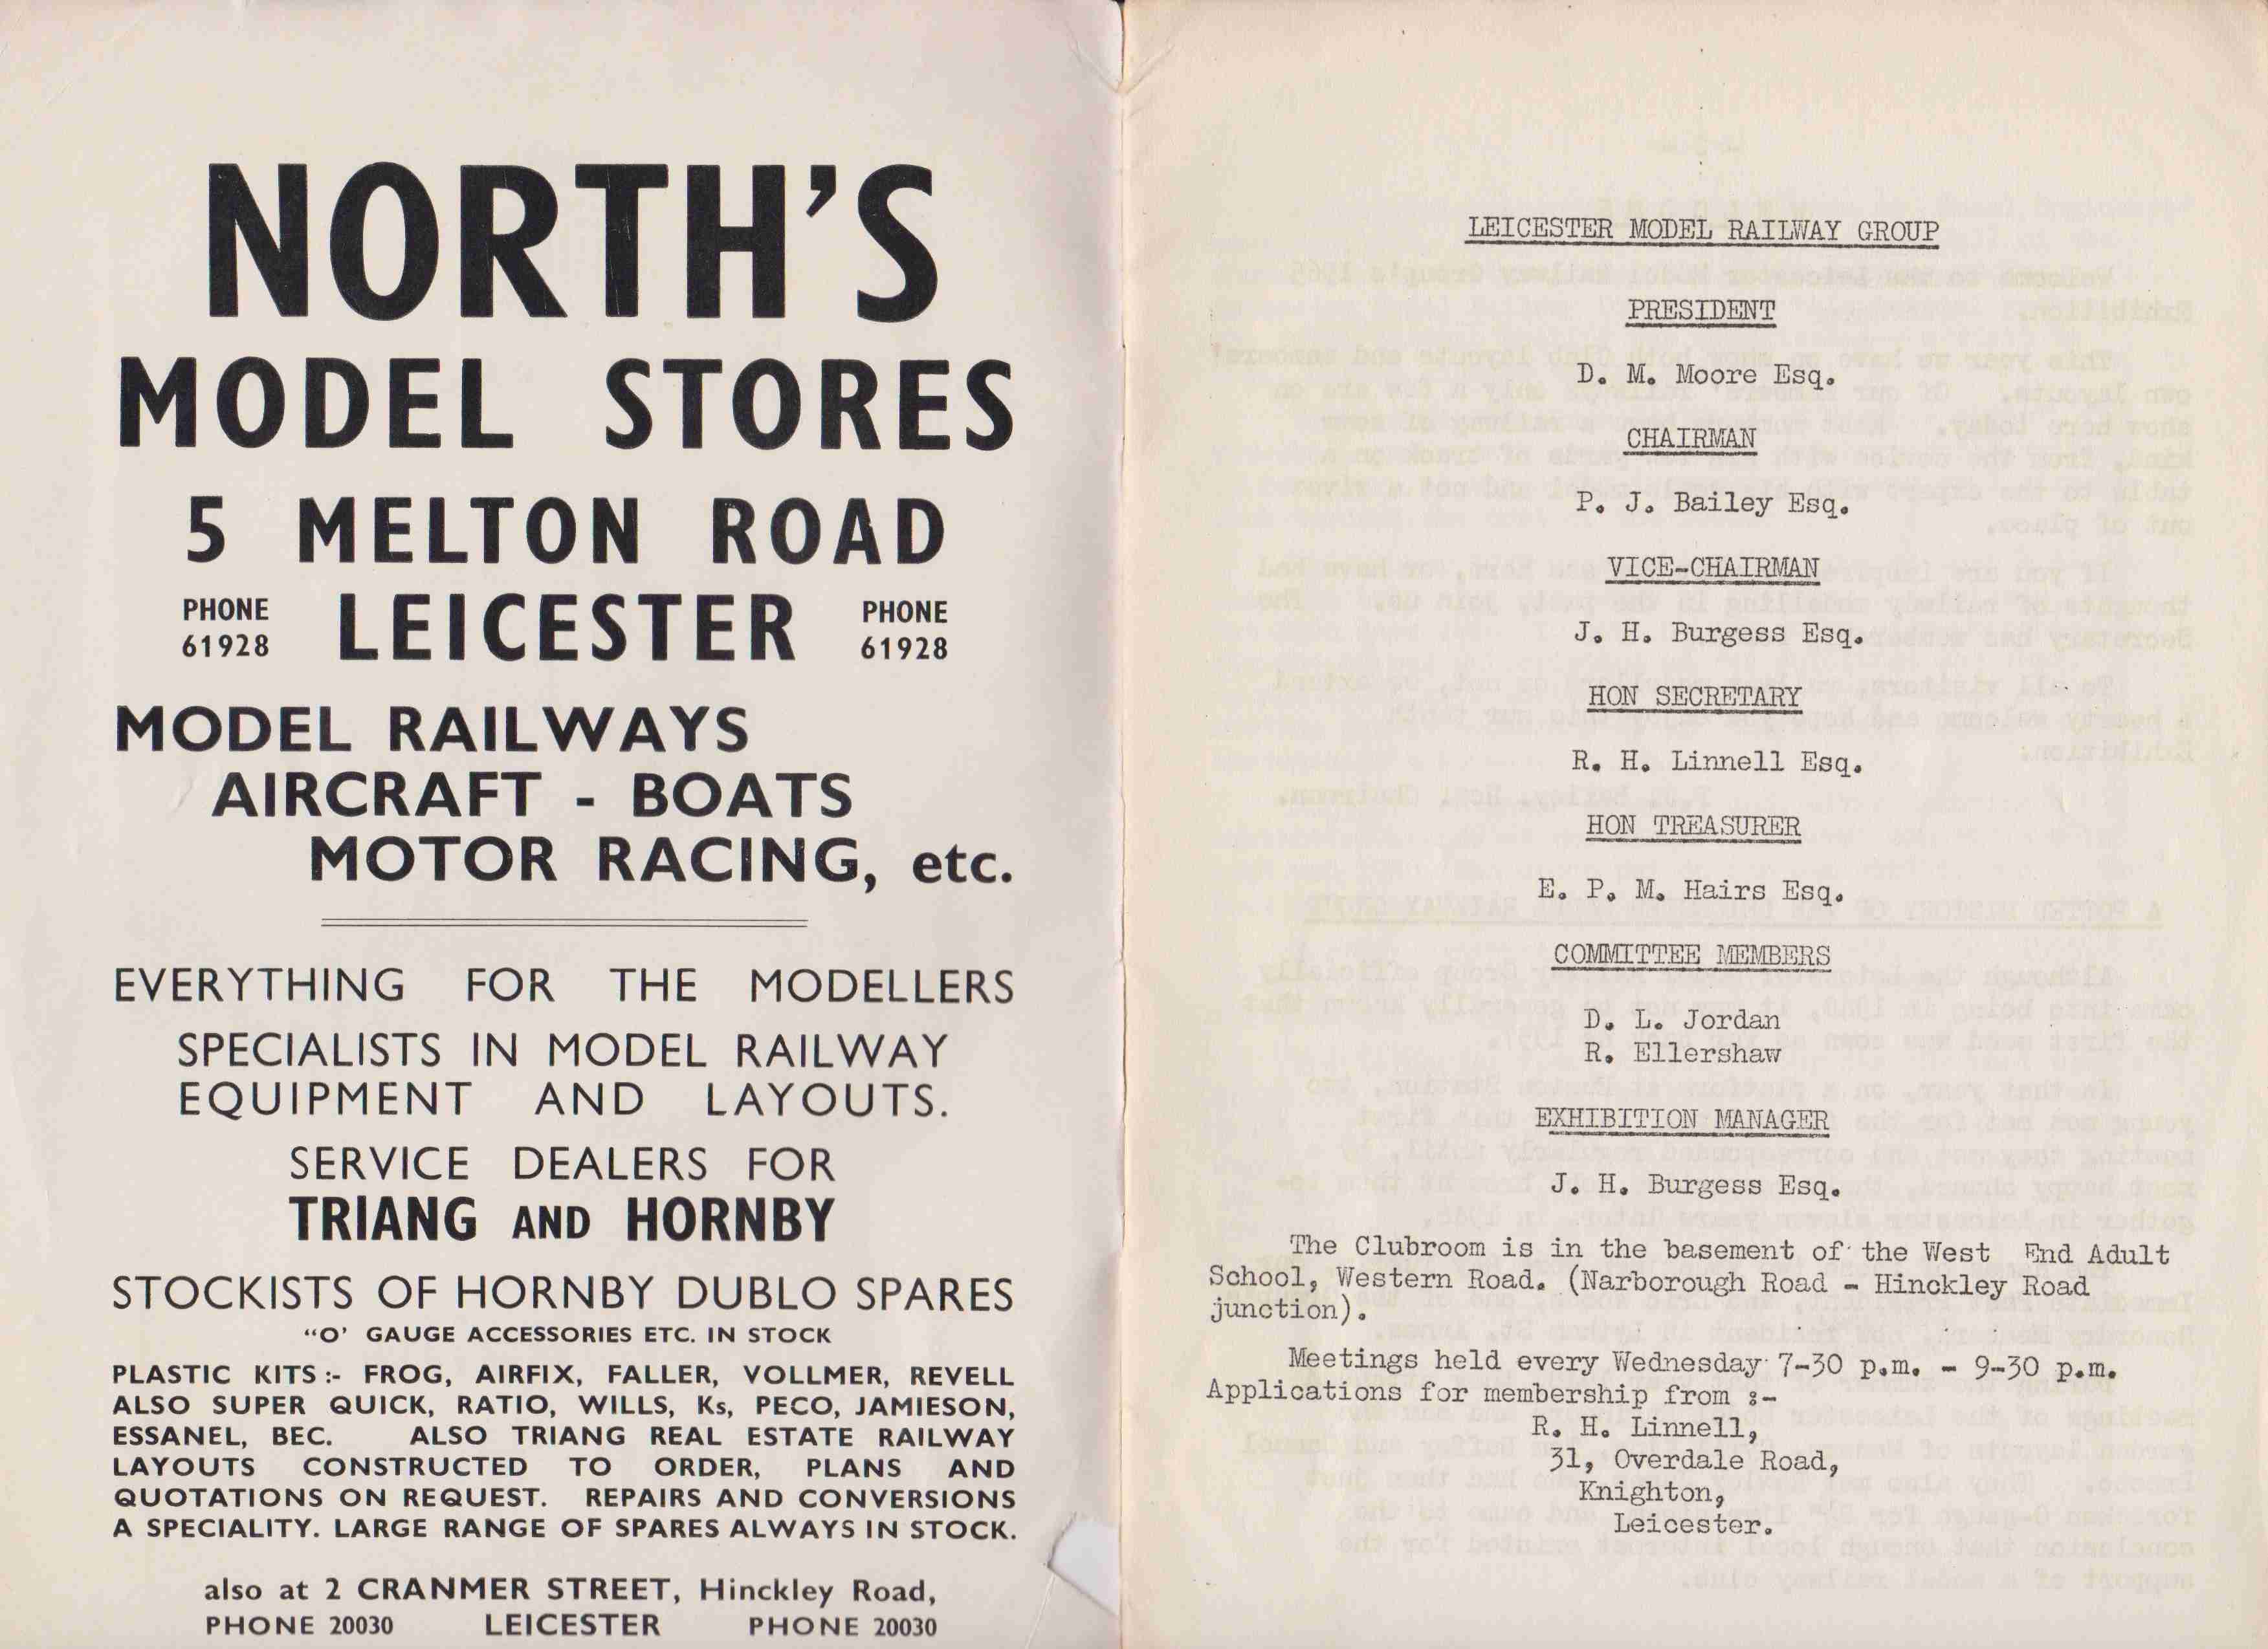 NORTH'S
MODEL STORES
5 MELTON ROAD
PHONE 61928 LEICESTER PHONE 61928
MODEL RAILWAYS
AIRCRAFT - BOATS
MOTOR RACING, etc.
EVERYTHING FOR THE MODELLERS
SPECIALISTS IN MODEL RAILWAY
EQUIPMENT AND LAYOUTS.
SERVICE DEALERS FOR
TRIANG AND HORNBY
STOCKISTS OF HORNBY DUBLO SPARES
"O' GAUGE ACCESSORIES ETC. IN STOCK
PLASTIC KITS :- FROG, AIRFIX, FALLER, VOLLMER, REVELL
ALSO SUPER QUICK, RATIO, WILLS, Ks, PECO, JAMIESON,
ESSANEL, BEC. ALSO TRIANG REAL ESTATE RAILWAY
LAYOUTS CONSTRUCTED TO ORDER, PLANS AND
QUOTATIONS ON REQUEST. REPAIRS AND CONVERSIONS
A SPECIALITY. LARGE RANGE OF SPARES ALWAYS IN STOCK.
also at 2 CRANMER STREET, Hinckley Road,
PHONE 20030 LEICESTER PHONE 20030
LEICESTER MODEL RAILWAY GROUP
PRESIDENT
D. M. Moore Esq.
CHAIRMAN
P. J. Bailey Esq.
VICE-CHAIRMAN
J. H. Burgess Esq.
HON SECRETARY
R. H. Linnell Esq.
HON TREASURER
E. P. M. Hairs Esq.
COMMITTEE MEMBERS
D. L. Jordan
R. Ellershaw
EXHIBITION MANAGER
J. H. Burgess Esq.
The Clubroom is in the basement of the West End Adult
School, Western Road. (Narborough Road - Hinckley Road
junction).
Meetings held every Wednesday 7-30 p.m. - 9-30 p.m.
Applications for membership from :-
R. H. Linnell,
31, Overdale Road,
Knighton,
Leicester.